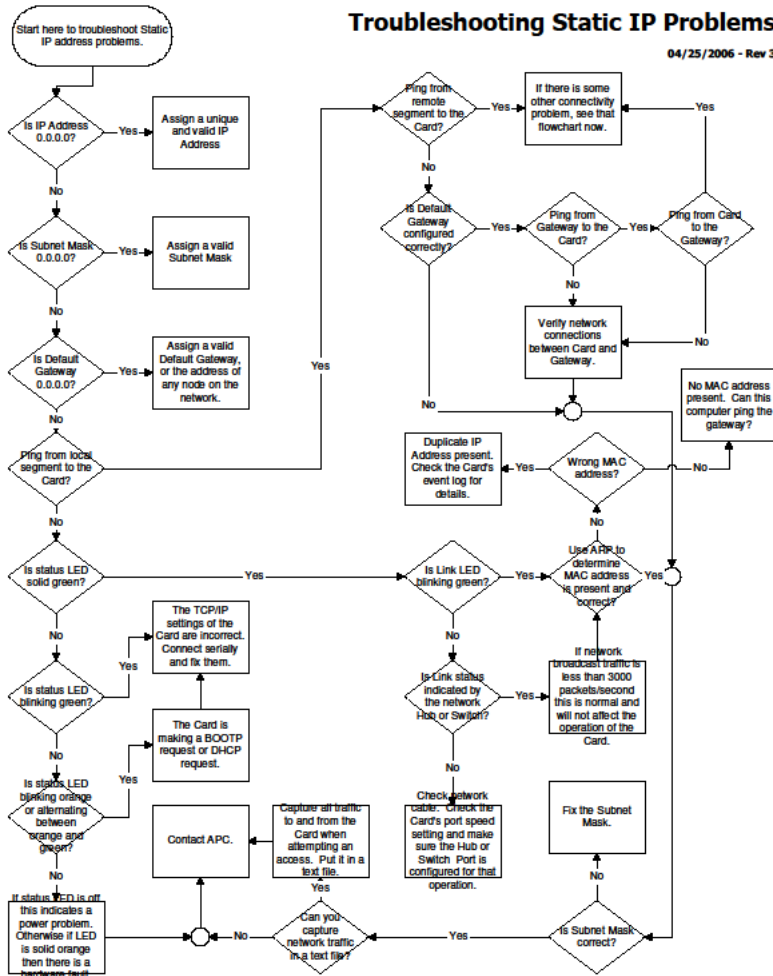 Troubleshooting Static IP Problems
04/25/2006 - Rev 3
Start here to troubleshoot Static
IP address problems.
Is IP Address
0.0.0.0?
Yes
Assign a unique
and valid IP
Address
No
Is Subnet Mask
0.0.0.0?
Yes
Assign a valid
Subnet Mask
No
Is Default
Gateway
0.0.0.0?
Yes
Assign a valid
Default Gateway,
or the address of
any node on the
network.
No
Ping from local
segment to the
Card?
Yes
No
Ping from
remote
segment to the
Card?
Yes
If there is some
other connectivity
problem, see that
flowchart now.
Yes
No
Is Default
Gateway
configured
correctly?
Yes
Ping from
Gateway to the
Card?
Yes
Ping from Card
to the
Gateway?
No
No
Verify network
connections
between Card and
Gateway.
No
No MAC address
present. Can this
computer ping the
gateway?
Duplicate IP
Address present.
Check the Card's
event log for
details.
Yes
Wrong MAC
address?
No
No
Is status LED
solid green?
Yes
Is Link LED
blinking green?
Yes
Use ARP to
determine
MAC address
is present and
correct?
Yes
No
The TCP/IP
settings of the
Card are incorrect.
Connect serially
and fix them.
Yes
Is status LED
blinking green?
No
Is Link status
indicated by
the network
Hub or Switch?
Yes
If network
broadcast traffic is
less than 3000
packets/second
this is normal and
will not affect the
operation of the
Card.
No
The Card is
making a BOOTP
request or DHCP
request.
Yes
Is status LED
blinking orange
or alternating
between
orange and
green?
No
Contact APC.
Capture all traffic
to and from the
Card when
attempting an
access. Put it in a
text file.
No
Check network
cable. Check the
Card's port speed
setting and make
sure the Hub or
Switch Port is
configured for that
operation.
Fix the Subnet
Mask.
If status LED is off
this indicates a
power problem.
Otherwise if LED
is solid orange
then there is a
hardware fault
Yes
No
Can you
capture
network traffic
in a text file?
Yes
Is Subnet Mask
correct?
No